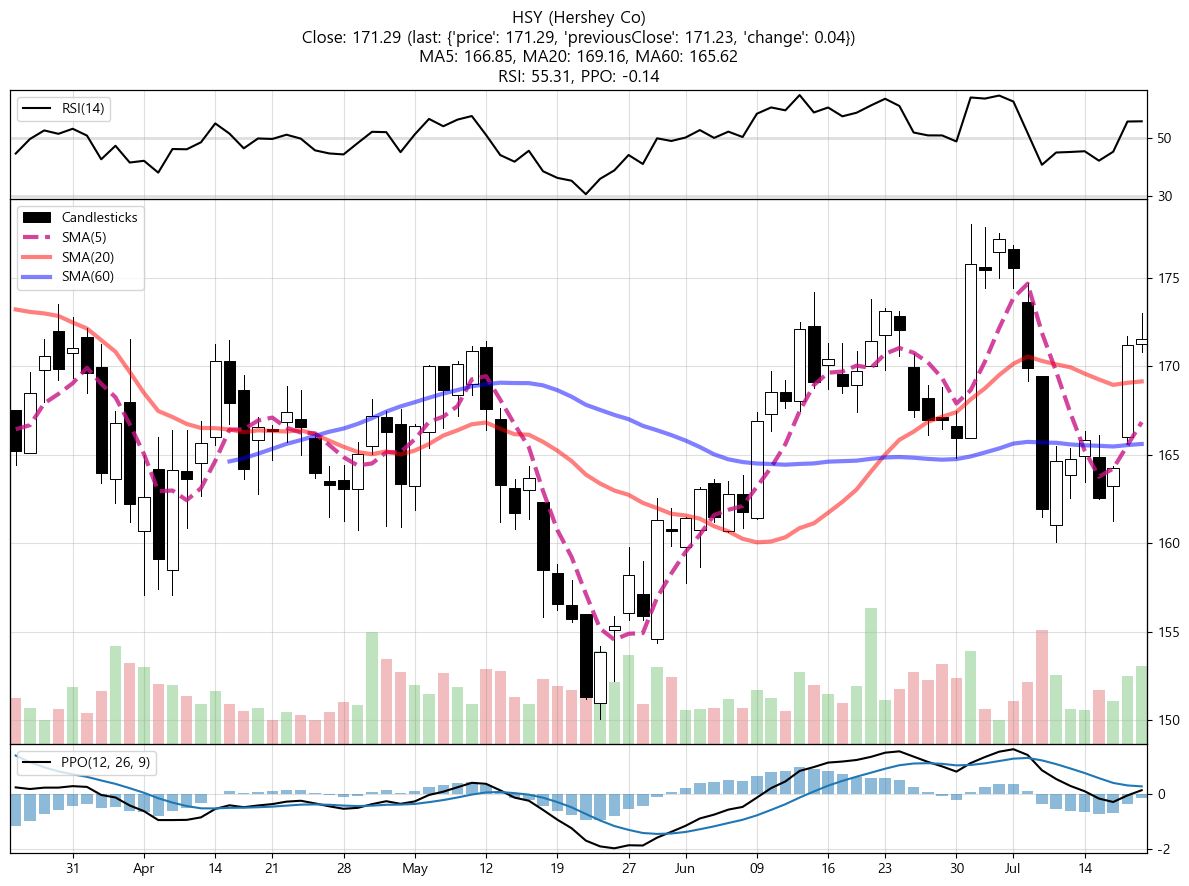 HSY (Hershey Co)
Close: 171.29 (last: {'price': 171.29, 'previousClose': 171.23, 'change': 0.04})
MA5: 166.85, MA20: 169.16, MA60: 165.62
RSI: 55.31, PPO: -0.14
RSI(14)
50
30
Candlesticks
SMA(5)
SMA(20)
SMA(60)
175
170
165
160
155
150
PPO(12, 26, 9)
0
-2
31 Apr 14 21 28 May 12 19 27 Jun 09 16 23 30 Jul 14